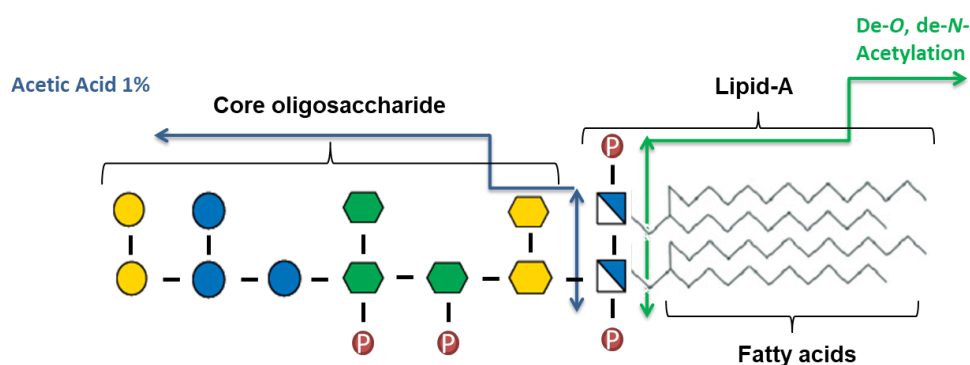 De-O, de-N-
Acetylation
Acetic Acid 1%
Core oligosaccharide
Lipid-A
P
P
P
P
Fatty acids